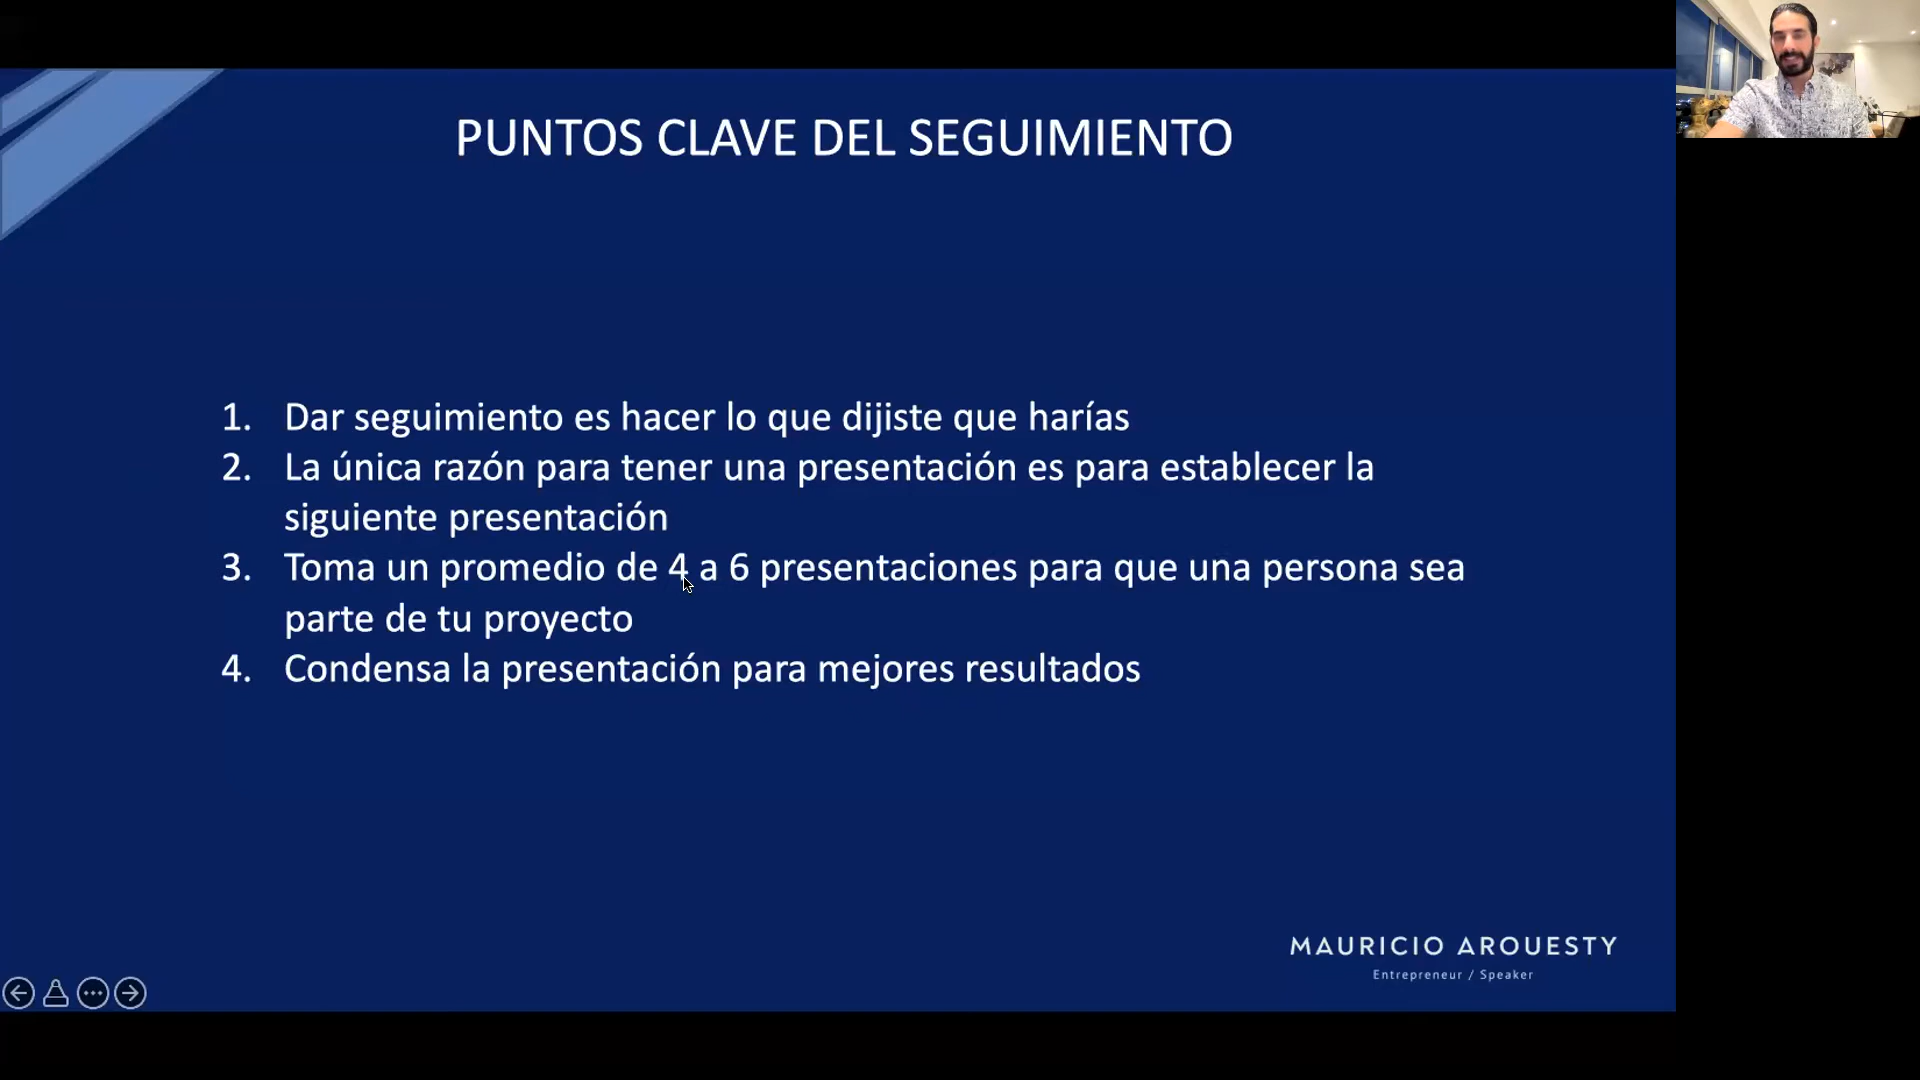 PUNTOS CLAVE DEL SEGUIMIENTO
1. Dar seguimiento es hacer lo que dijiste que harías
2. La única razón para tener una presentación es para establecer la
siguiente presentación
3. Toma un promedio de 4 a 6 presentaciones para que una persona sea
parte de tu proyecto
4. Condensa la presentación para mejores resultados
MAURICIO AROUESTY
Entrepreneur / Speaker